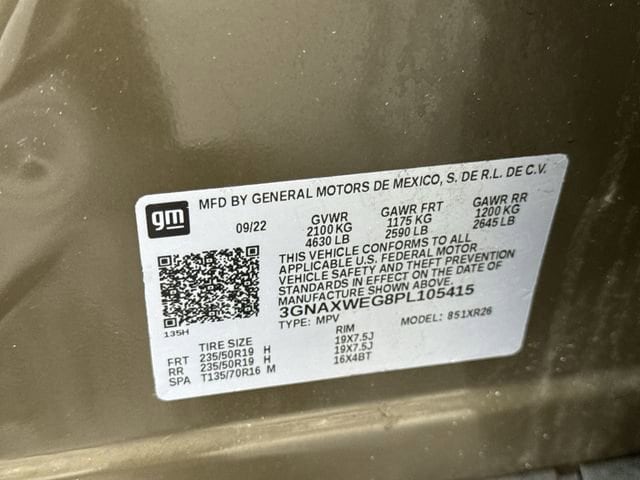 MFD BY GENERAL MOTORS DE MEXICO, S. DE R.L. DE C.V.
gm
09/22 GVWR GAWR FRT GAWR RR
2100 KG 1175 KG 1200 KG
4630 LB 2590 LB 2645 LB
THIS VEHICLE CONFORMS TO ALL
APPLICABLE U.S. FEDERAL MOTOR
VEHICLE SAFETY AND THEFT PREVENTION
STANDARDS IN EFFECT ON THE DATE OF
MANUFACTURE SHOWN ABOVE.
3GNAXWEG8PL105415
TYPE: MPV MODEL: 851XR26
135H
TIRE SIZE RIM
FRT 235/50R19 H 19X7.5J
RR 235/50R19 H 19X7.5J
SPA T135/70R16 M 16X4BT